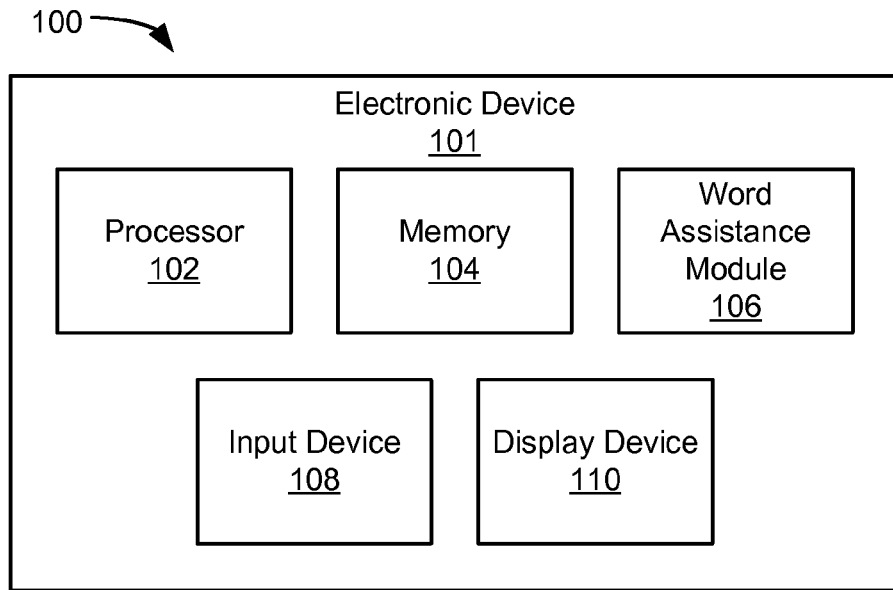 100
Electronic Device
101
Processor
102
Memory
104
Word
Assistance
Module
106
Input Device
108
Display Device
110